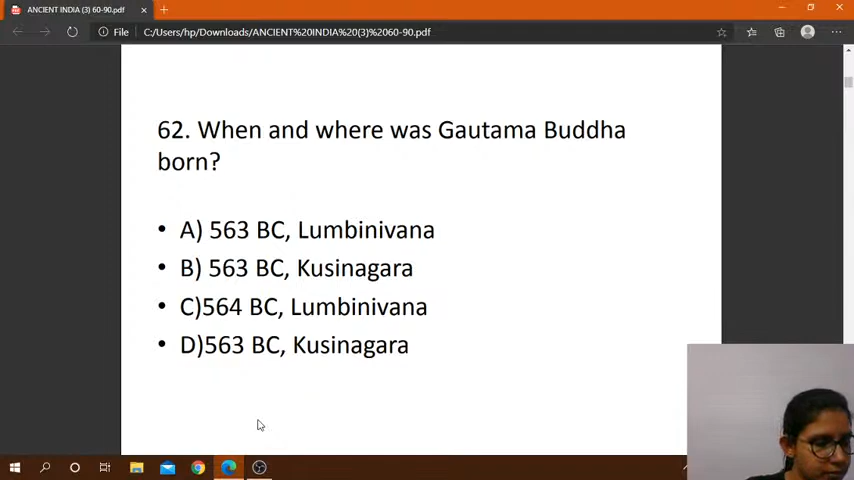 ANCIENT INDIA (3) 60-90.pdf
File
C:/Users/hp/Downloads/ANCIENT%20INDIA%20(3)%2060-90.pdf
62. When and where was Gautama Buddha
born?
• A) 563 BC, Lumbinivana
• B) 563 BC, Kusinagara
• C)564 BC, Lumbinivana
• D)563 BC, Kusinagara